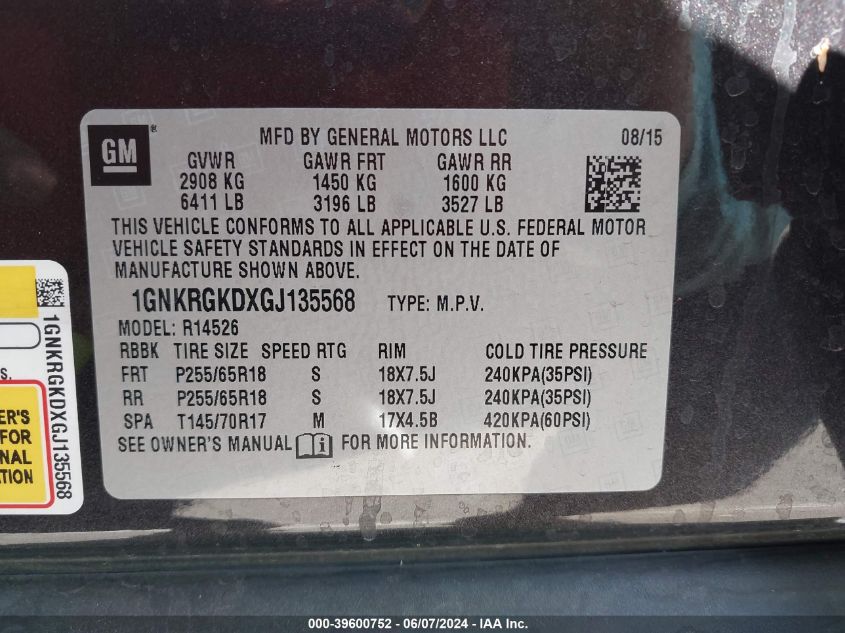 GM ®
MFD BY GENERAL MOTORS LLC 08/15
GVWR GAWR FRT GAWR RR
2908 KG 1450 KG 1600 KG
6411 LB 3196 LB 3527 LB
THIS VEHICLE CONFORMS TO ALL APPLICABLE U.S. FEDERAL MOTOR
VEHICLE SAFETY STANDARDS IN EFFECT ON THE DATE OF
MANUFACTURE SHOWN ABOVE.
1GNKRGKDXGJ135568 TYPE: M.P.V.
MODEL: R14526
RBBK TIRE SIZE SPEED RTG RIM COLD TIRE PRESSURE
FRT P255/65R18 S 18X7.5J 240KPA(35PSI)
RR P255/65R18 S 18X7.5J 240KPA(35PSI)
SPA T145/70R17 M 17X4.5B 420KPA(60PSI)
SEE OWNER'S MANUAL i FOR MORE INFORMATION.
1GNKRGKDXGJ135568
S.
ER'S
FOR
NAL
TION
000-39600752 - 06/07/2024 - IAA Inc.